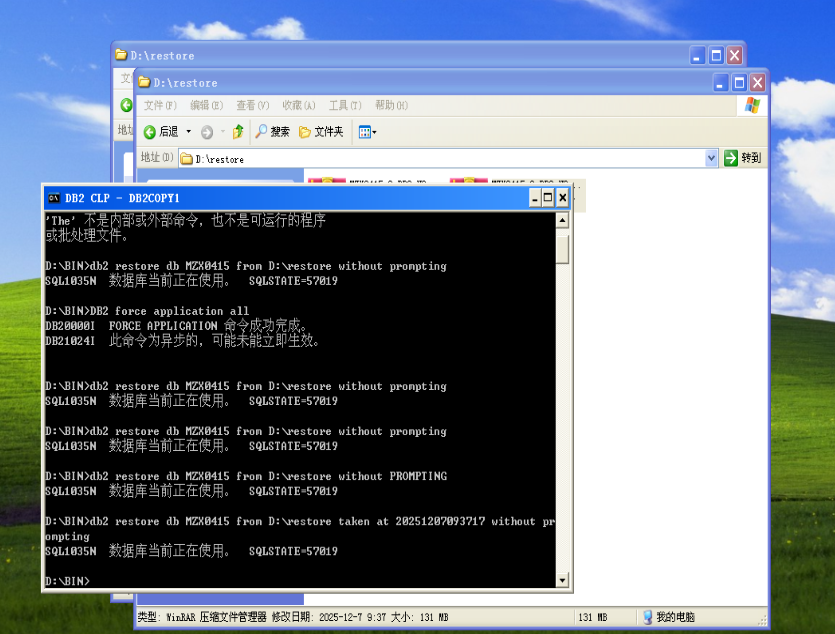 D:\restore
D:\restore
文件(F) 编辑(E) 查看(V) 收藏(A) 工具(T) 帮助(H)
后退 搜索 文件夹
地址(D) D:\restore 转到
DB2 CLP - DB2COPY1
'The' 不是内部或外部命令，也不是可运行的程序
或批处理文件。
D:\BIN>db2 restore db MZX0415 from D:\restore without prompting
SQL1035N 数据库当前正在使用。 SQLSTATE=57019
D:\BIN>DB2 force application all
DB20000I FORCE APPLICATION 命令成功完成。
DB21024I 此命令为异步的，可能未能立即生效。
D:\BIN>db2 restore db MZX0415 from D:\restore without prompting
SQL1035N 数据库当前正在使用。 SQLSTATE=57019
D:\BIN>db2 restore db MZX0415 from D:\restore without prompting
SQL1035N 数据库当前正在使用。 SQLSTATE=57019
D:\BIN>db2 restore db MZX0415 from D:\restore without PROMPTING
SQL1035N 数据库当前正在使用。 SQLSTATE=57019
D:\BIN>db2 restore db MZX0415 from D:\restore taken at 20251207093717 without pr
ompting
SQL1035N 数据库当前正在使用。 SQLSTATE=57019
D:\BIN>
类型: WinRAR 压缩文件管理器 修改日期: 2025-12-7 9:37 大小: 131 MB 131 MB 我的电脑